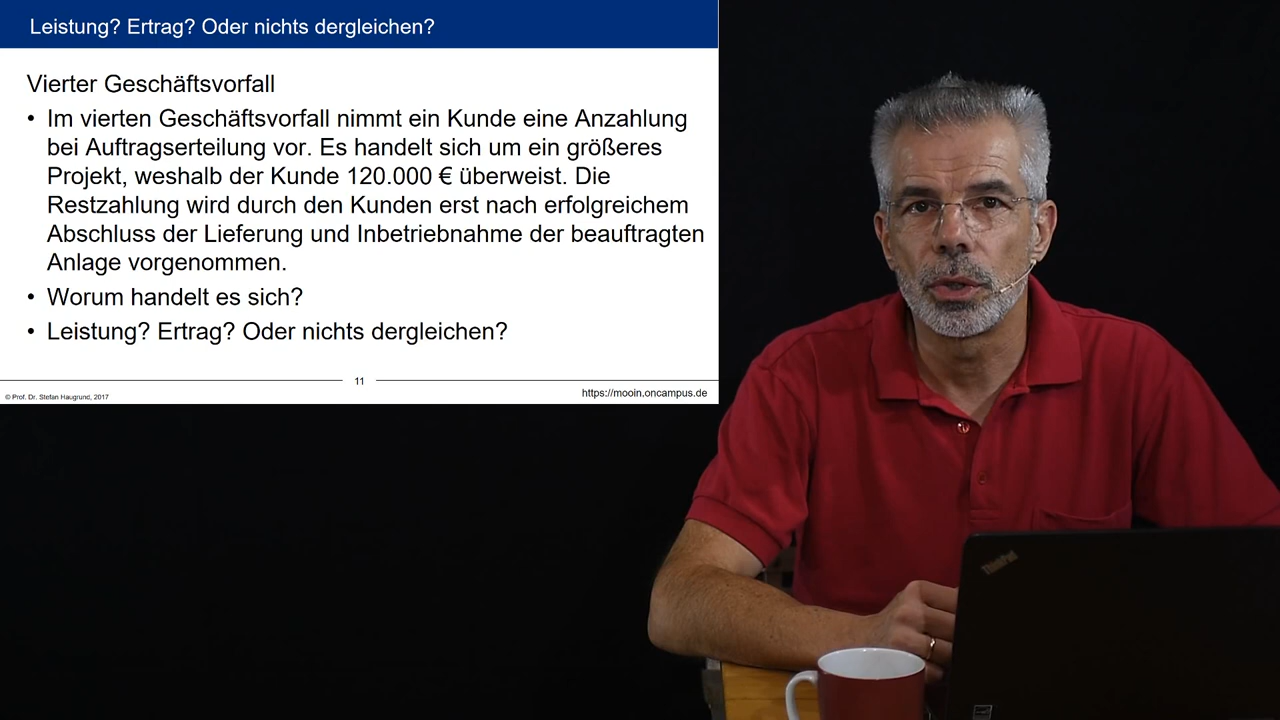 Leistung? Ertrag? Oder nichts dergleichen?
Vierter Geschäftsvorfall
• Im vierten Geschäftsvorfall nimmt ein Kunde eine Anzahlung
bei Auftragserteilung vor. Es handelt sich um ein größeres
Projekt, weshalb der Kunde 120.000 € überweist. Die
Restzahlung wird durch den Kunden erst nach erfolgreichem
Abschluss der Lieferung und Inbetriebnahme der beauftragten
Anlage vorgenommen.
• Worum handelt es sich?
• Leistung? Ertrag? Oder nichts dergleichen?
11
© Prof. Dr. Stefan Haugrund, 2017
https://mooin.oncampus.de
ThinkPad